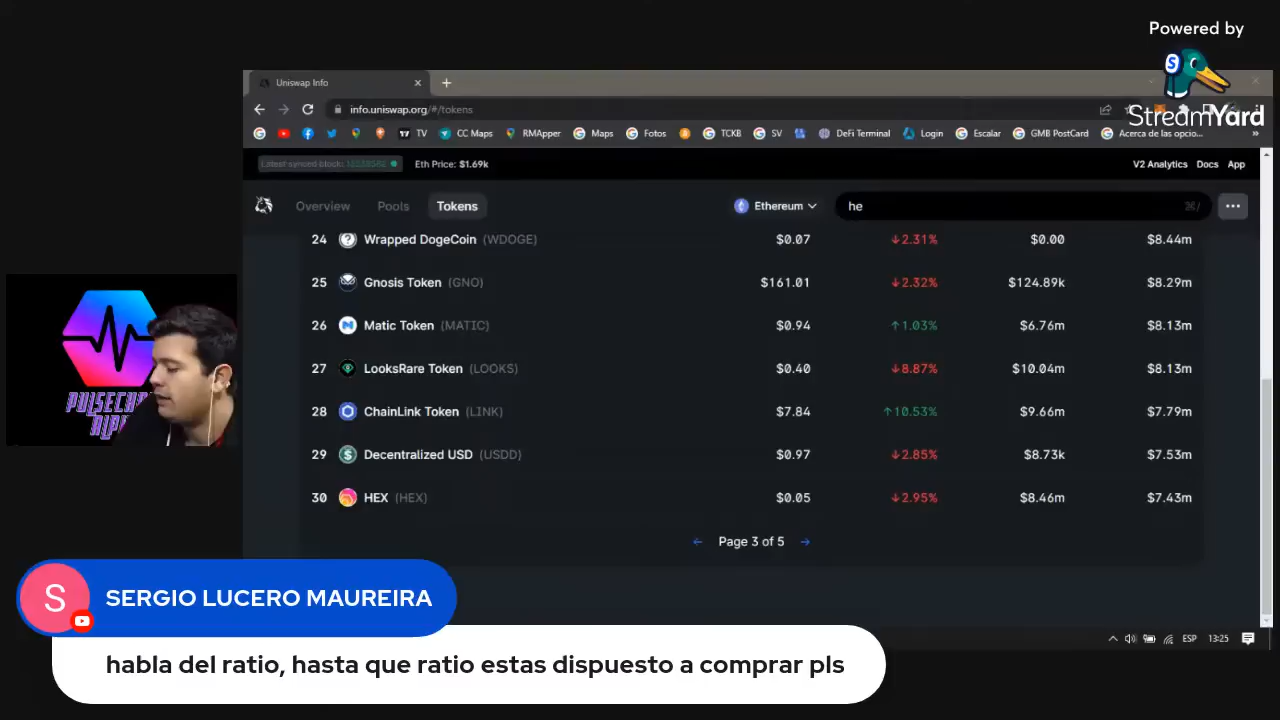 Powered by
StreamYard
Uniswap Info
info.uniswap.org/#/tokens
TV CC Maps RMApper Maps Fotos TCKB SV DeFi Terminal Login Escalar GMB PostCard Acerca de las opcio... »
Latest synced block: Eth Price: $1.69k V2 Analytics Docs App
Overview Pools Tokens Ethereum he ⌘/
24 Wrapped DogeCoin (WDOGE) $0.07 ↓2.31% $0.00 $8.44m
25 Gnosis Token (GNO) $161.01 ↓2.32% $124.89k $8.29m
26 Matic Token (MATIC) $0.94 ↑1.03% $6.76m $8.13m
27 LooksRare Token (LOOKS) $0.40 ↓8.87% $10.04m $8.13m
28 ChainLink Token (LINK) $7.84 ↑10.53% $9.66m $7.79m
29 Decentralized USD (USDD) $0.97 ↓2.85% $8.73k $7.53m
30 HEX (HEX) $0.05 ↓2.95% $8.46m $7.43m
← Page 3 of 5 →
S SERGIO LUCERO MAUREIRA
habla del ratio, hasta que ratio estas dispuesto a comprar pls
ESP 13:25